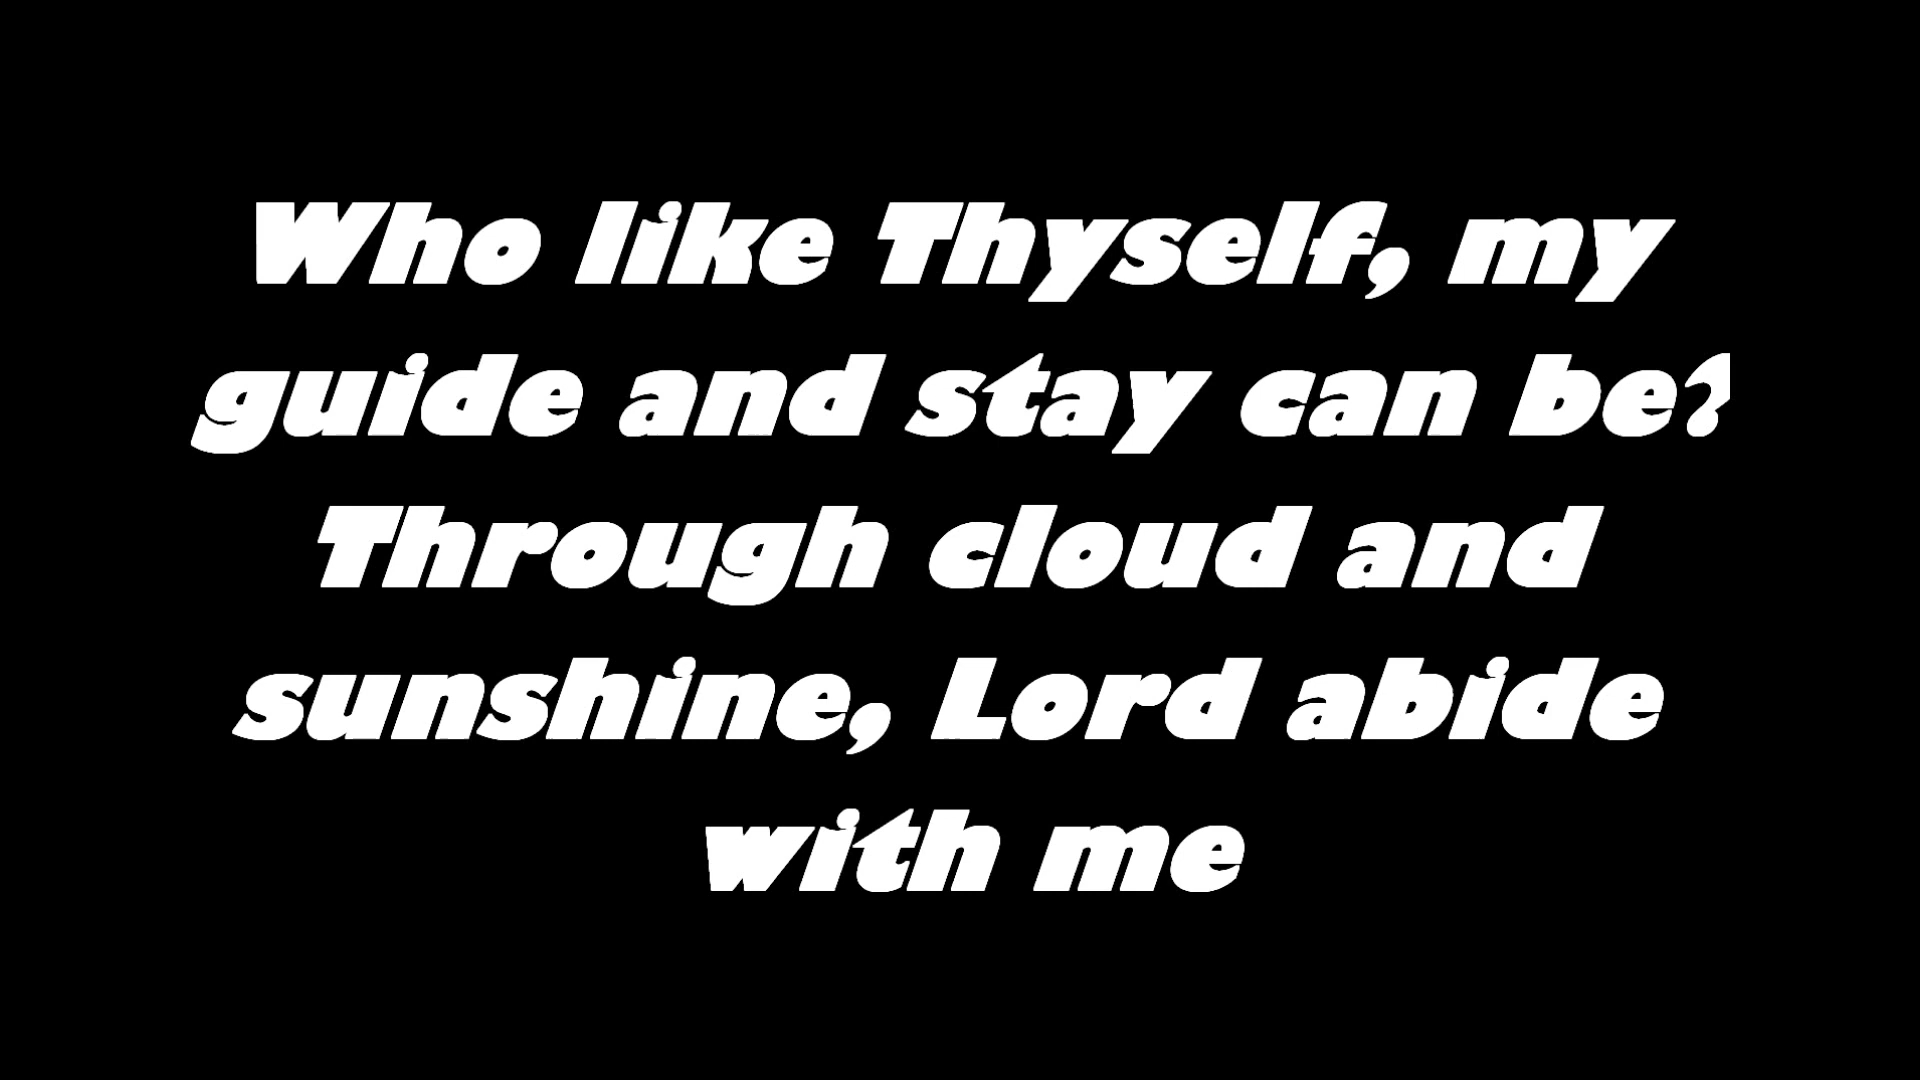 Who like Thyself, my
guide and stay can be?
Through cloud and
sunshine, Lord abide
with me